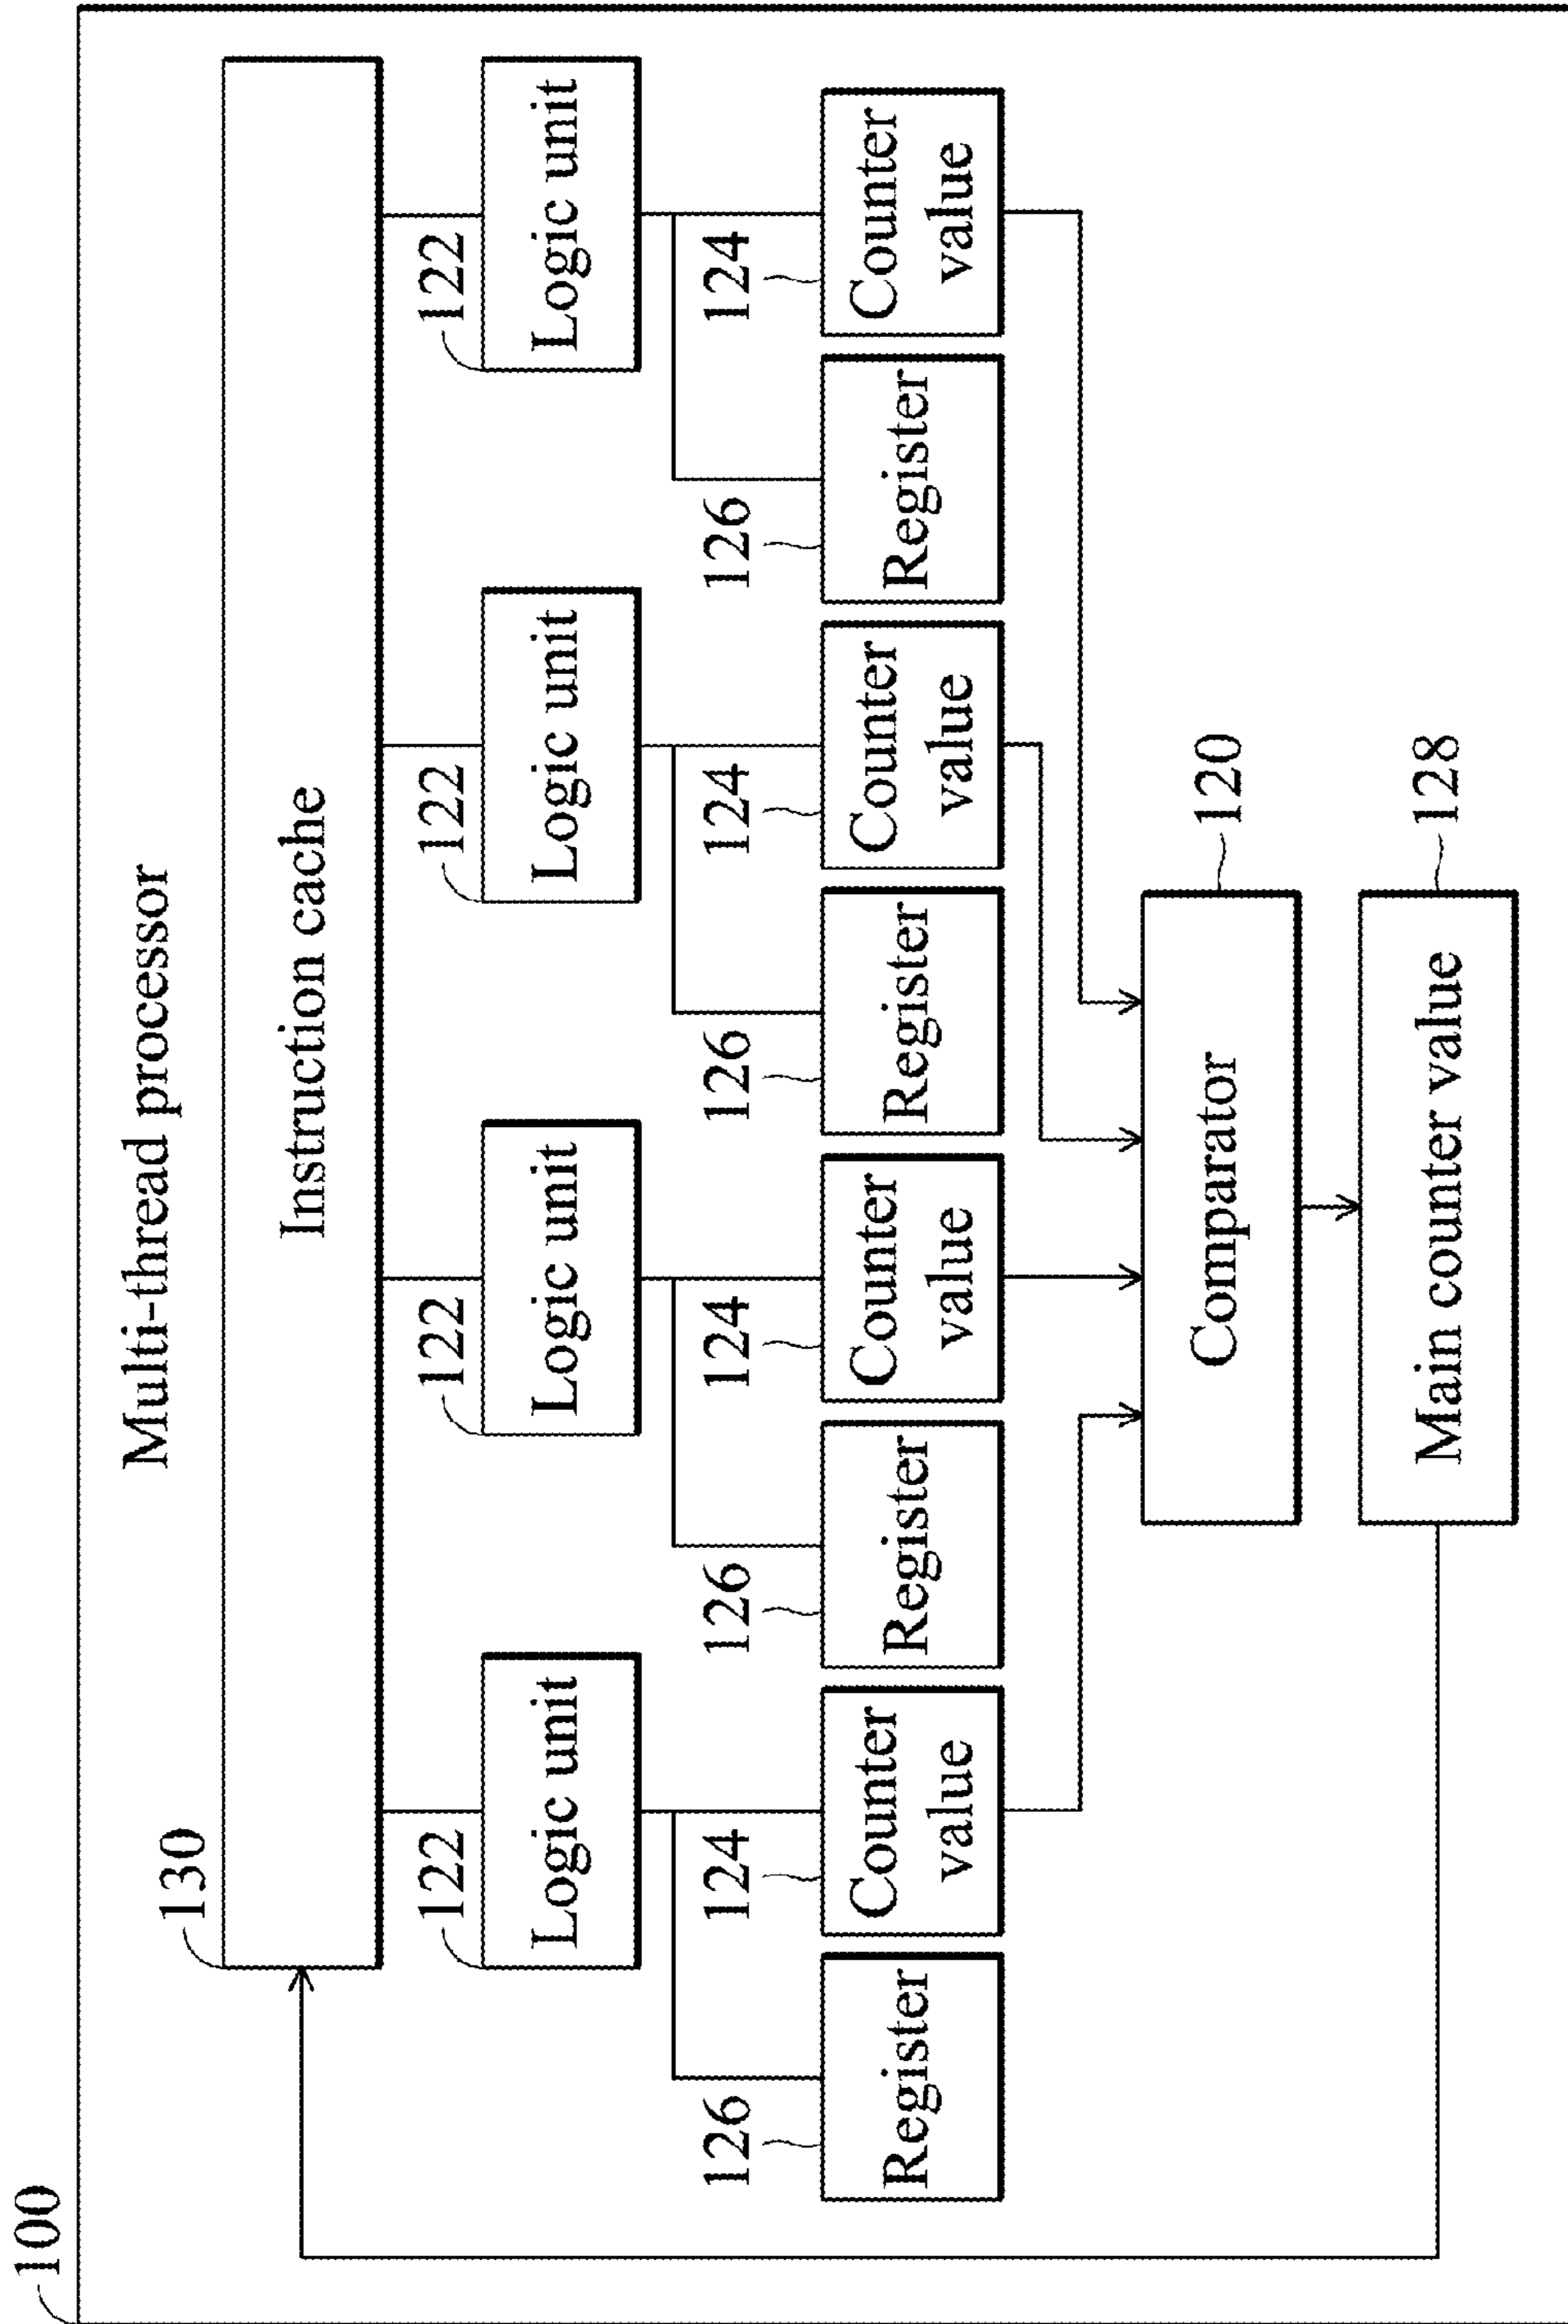 100
Multi-thread processor
130
Instruction cache
122
122
122
122
Logic unit
Logic unit
Logic unit
Logic unit
126
124
126
124
126
124
126
124
Register
Counter
value
Register
Counter
value
Register
Counter
value
Register
Counter
value
Comparator
120
Main counter value
128